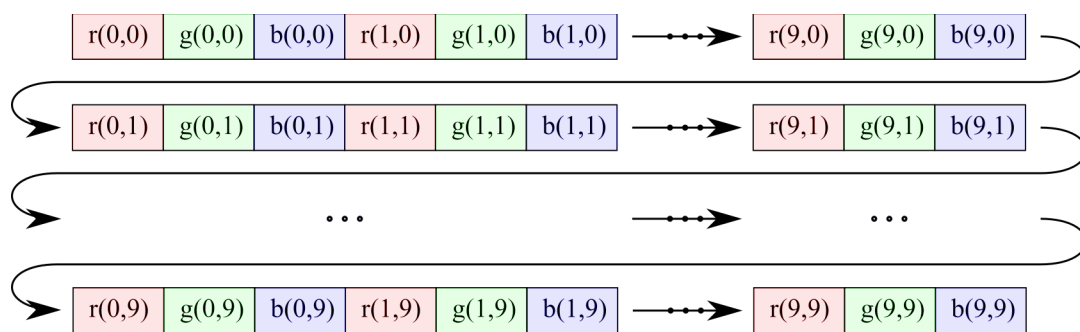 r(0,0) g(0,0) b(0,0) r(1,0) g(1,0) b(1,0) r(9,0) g(9,0) b(9,0)
r(0,1) g(0,1) b(0,1) r(1,1) g(1,1) b(1,1) r(9,1) g(9,1) b(9,1)
r(0,9) g(0,9) b(0,9) r(1,9) g(1,9) b(1,9) r(9,9) g(9,9) b(9,9)